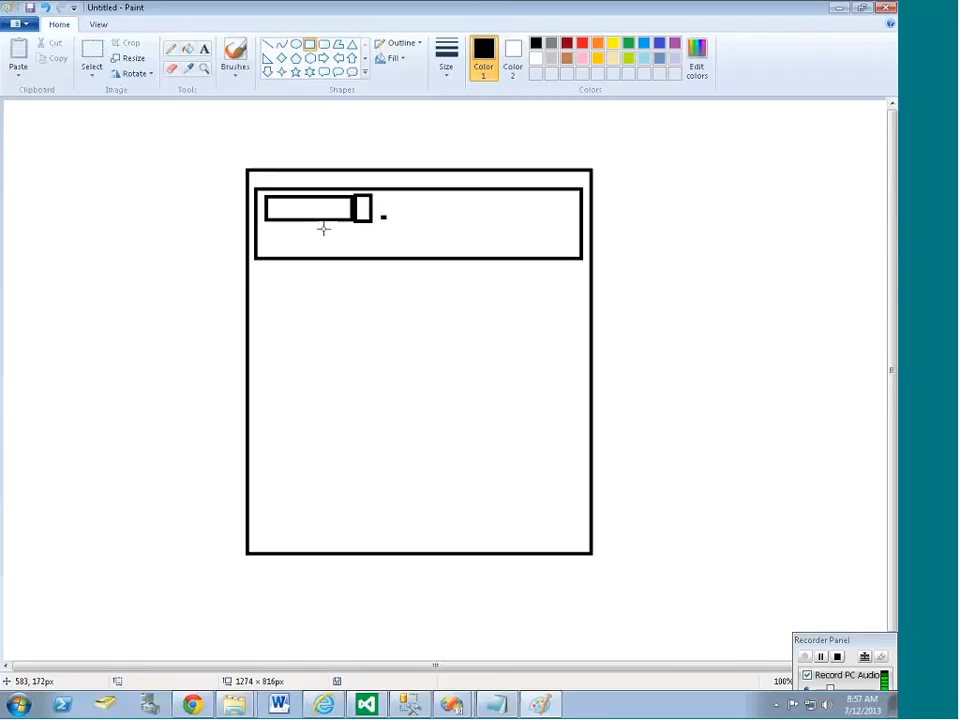 Untitled - Paint
Home View
Paste Cut Copy Clipboard
Select Crop Resize Rotate Image
Tools
Brushes
Shapes
Outline Fill
Size
Color 1 Color 2
Edit colors
Colors
583, 172px 1274 × 816px 100%
Recorder Panel
Record PC Audio
8:57 AM
7/12/2013